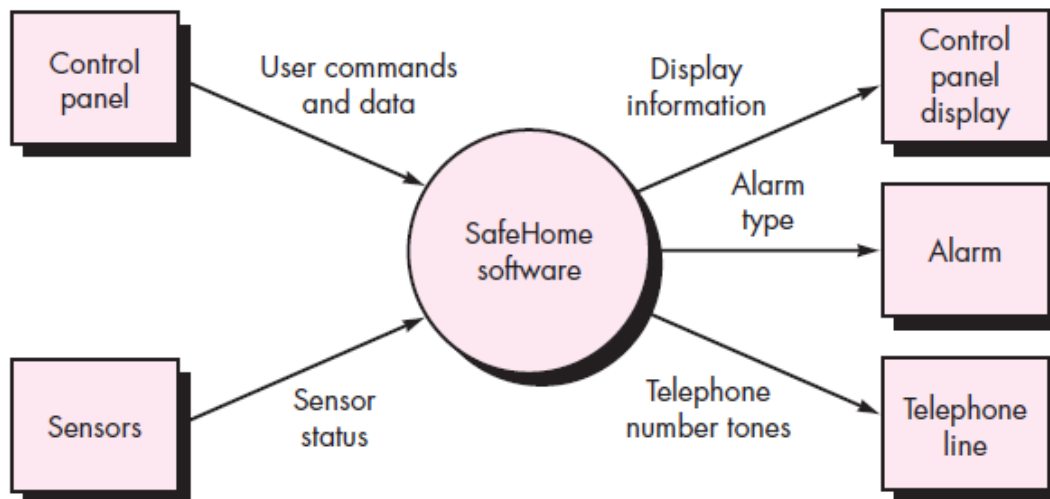 Control
panel
User commands
and data
Display
information
Control
panel
display
SafeHome
software
Alarm
type
Alarm
Sensors
Sensor
status
Telephone
number tones
Telephone
line